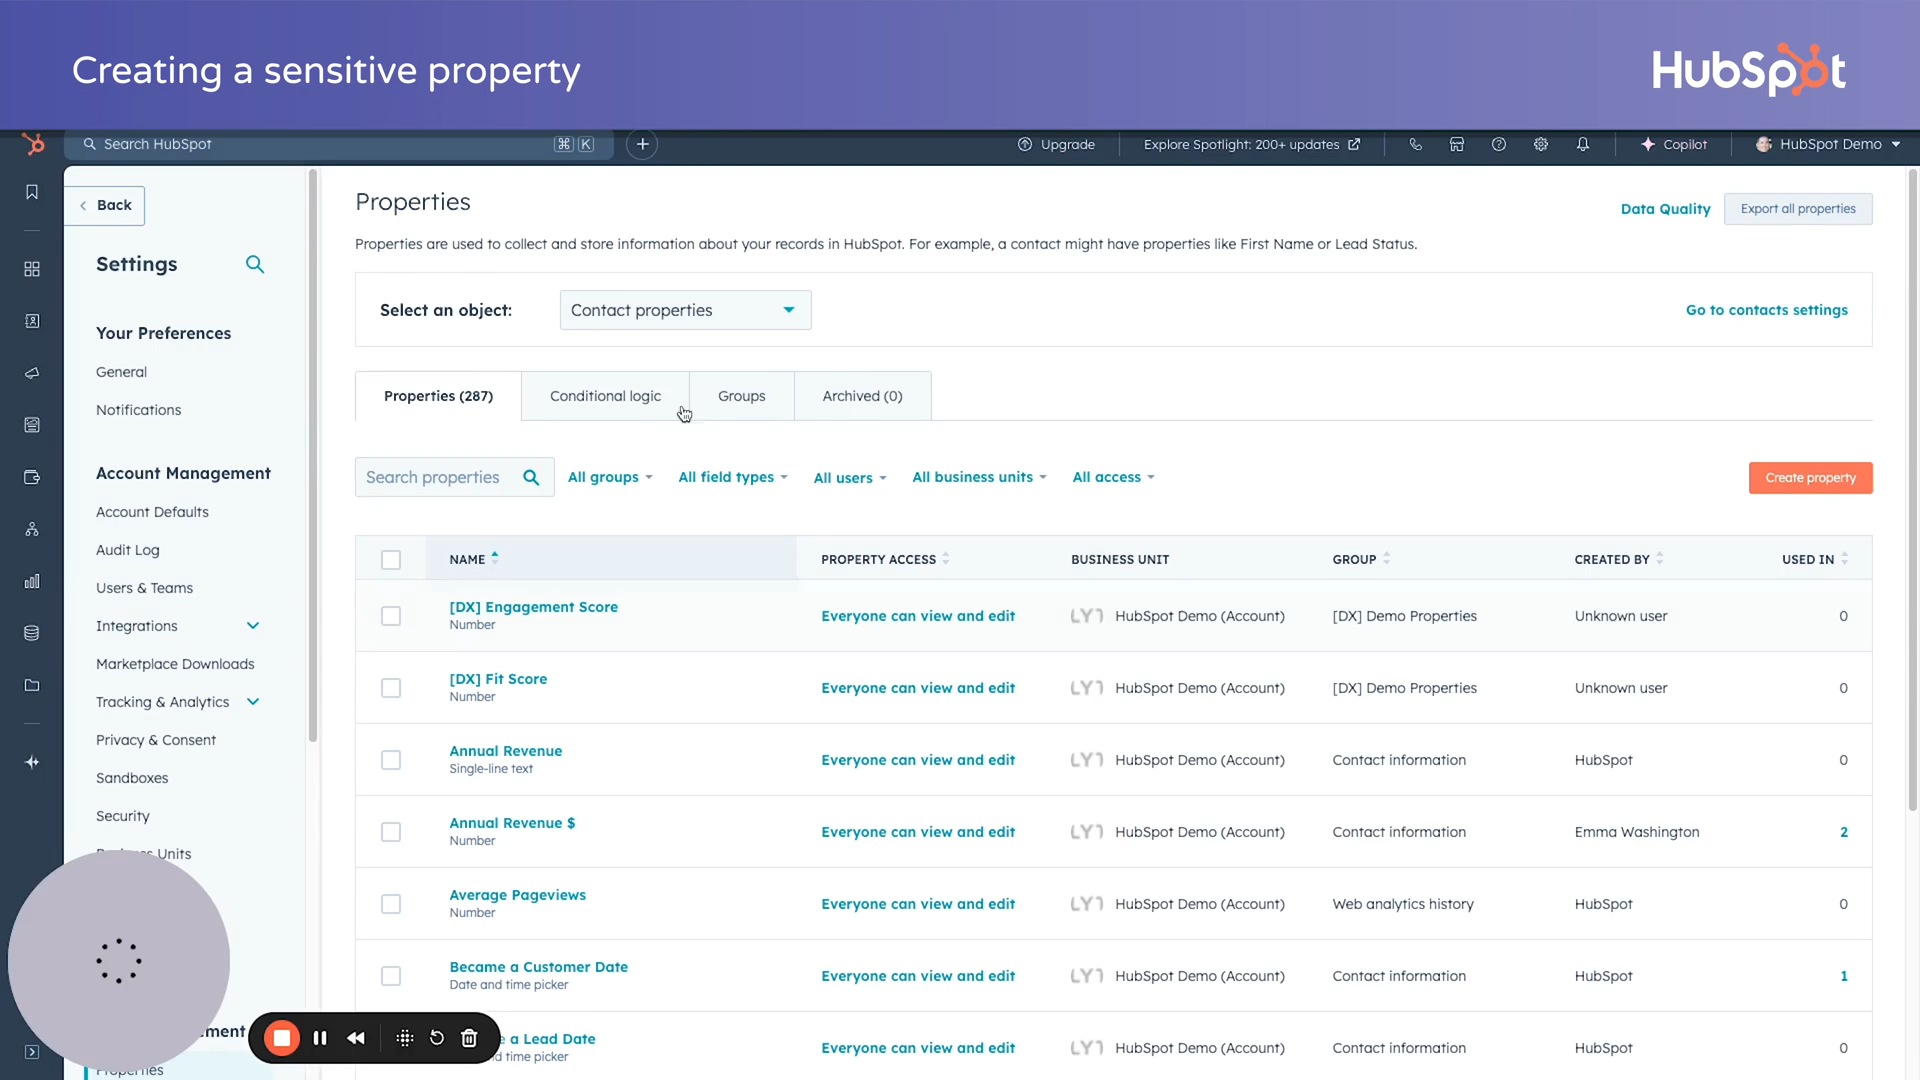 Creating a sensitive property
HubSpot
Search HubSpot
⌘ K
Upgrade
Explore Spotlight: 200+ updates
Copilot
HubSpot Demo
Back
Settings
Your Preferences
General
Notifications
Account Management
Account Defaults
Audit Log
Users & Teams
Integrations
Marketplace Downloads
Tracking & Analytics
Privacy & Consent
Sandboxes
Security
Units
Properties
Properties
Data Quality
Export all properties
Properties are used to collect and store information about your records in HubSpot. For example, a contact might have properties like First Name or Lead Status.
Select an object:
Contact properties
Go to contacts settings
Properties (287)
Conditional logic
Groups
Archived (0)
Search properties
All groups
All field types
All users
All business units
All access
Create property
NAME PROPERTY ACCESS BUSINESS UNIT GROUP CREATED BY USED IN
[DX] Engagement Score
Number
Everyone can view and edit HubSpot Demo (Account) [DX] Demo Properties Unknown user 0
[DX] Fit Score
Number
Everyone can view and edit HubSpot Demo (Account) [DX] Demo Properties Unknown user 0
Annual Revenue
Single-line text
Everyone can view and edit HubSpot Demo (Account) Contact information HubSpot 0
Annual Revenue $
Number
Everyone can view and edit HubSpot Demo (Account) Contact information Emma Washington 2
Average Pageviews
Number
Everyone can view and edit HubSpot Demo (Account) Web analytics history HubSpot 0
Became a Customer Date
Date and time picker
Everyone can view and edit HubSpot Demo (Account) Contact information HubSpot 1
a Lead Date
time picker
Everyone can view and edit HubSpot Demo (Account) Contact information HubSpot 0